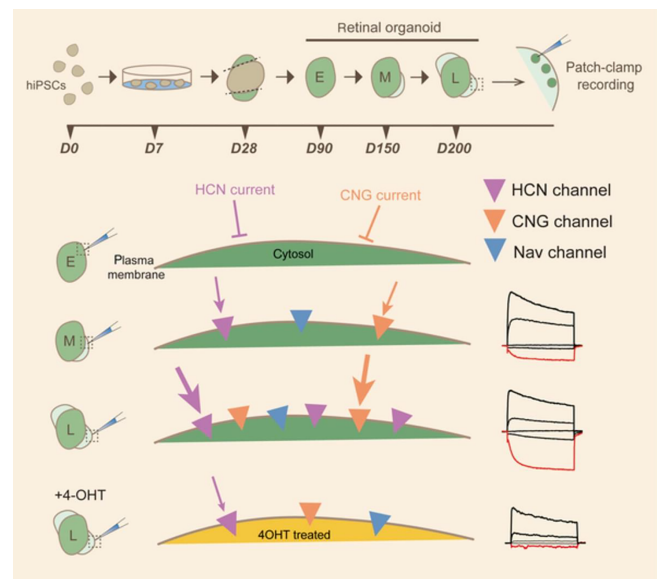 Retinal organoid
hiPSCs
E
M
L
Patch-clamp
recording
D0
D7
D28
D90
D150
D200
HCN current
CNG current
HCN channel
CNG channel
Nav channel
E
Plasma
membrane
Cytosol
M
L
+4-OHT
L
4OHT treated